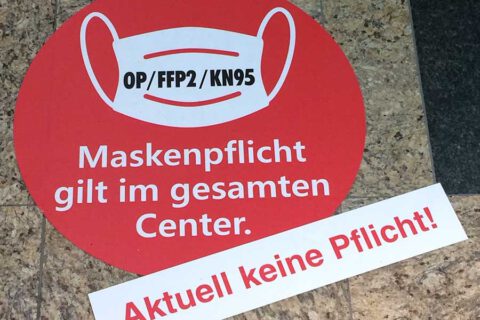 OP/FFP2/KN95
Maskenpflicht
gilt im gesamten
Center.
Aktuell keine Pflicht!